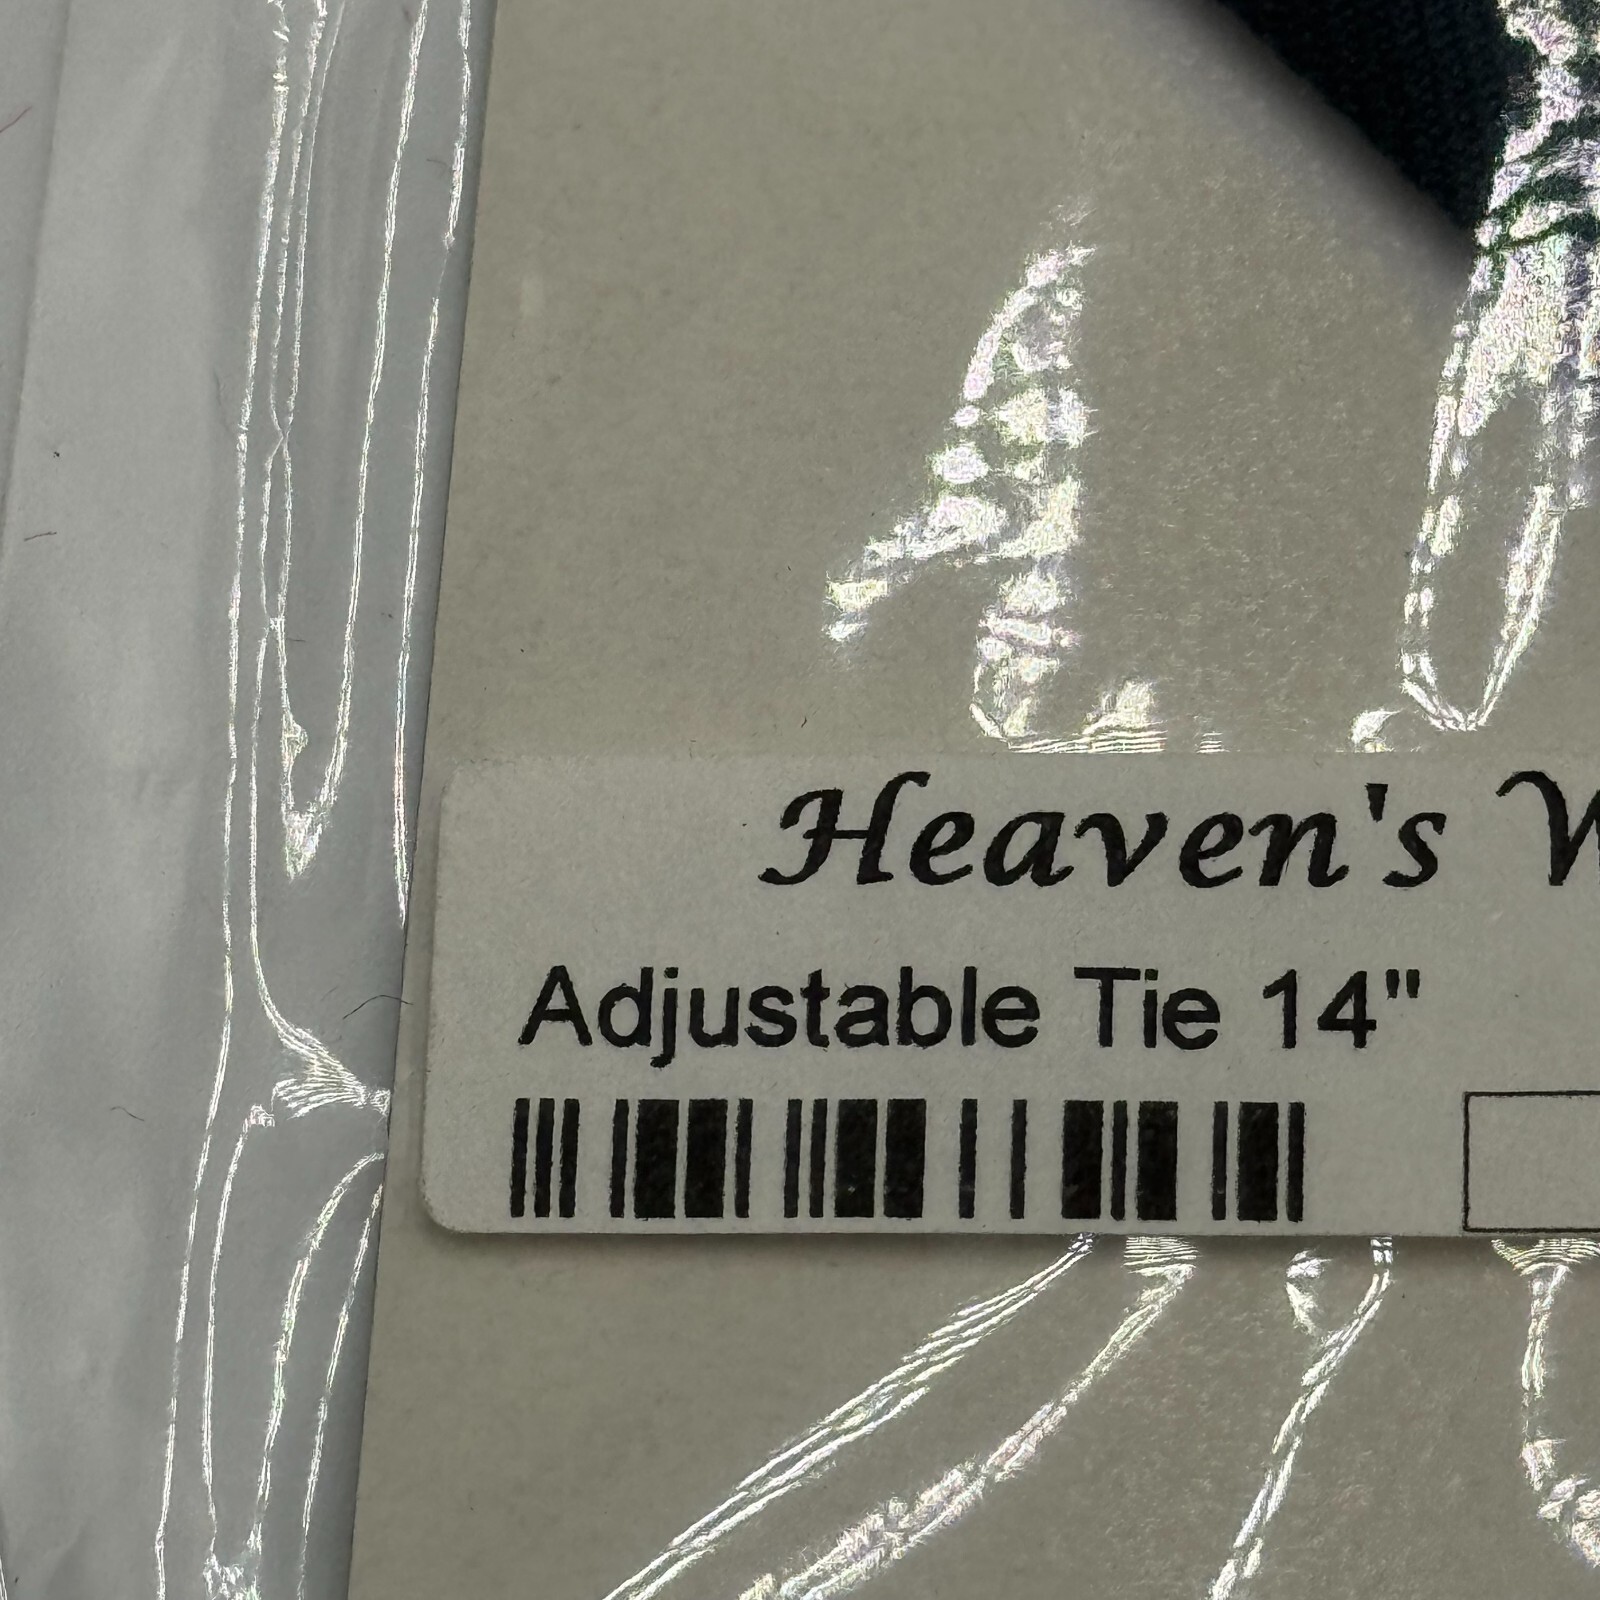 Heaven's
Adjustable Tie 14"